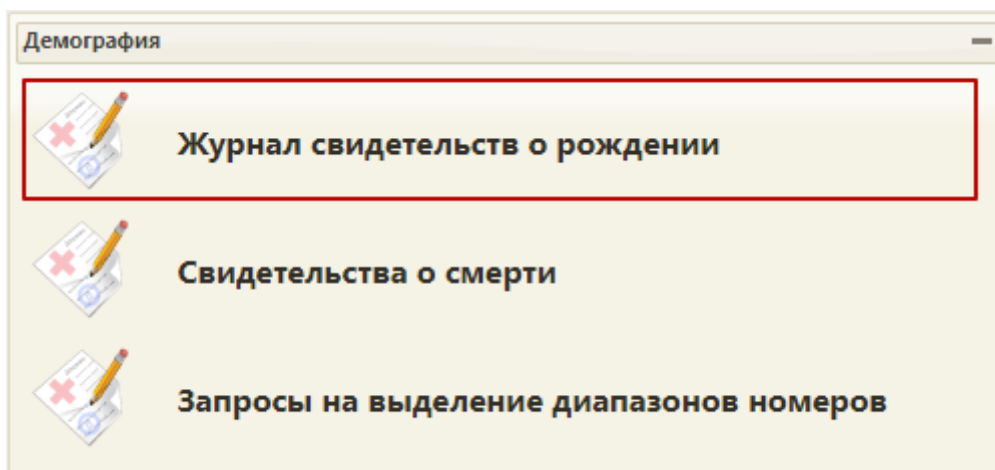 Демография
Журнал свидетельств о рождении
Свидетельства о смерти
Запросы на выделение диапазонов номеров